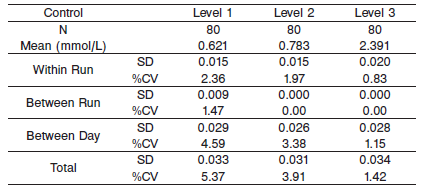 Control Level 1 Level 2 Level 3
N 80 80 80
Mean (mmol/L) 0.621 0.783 2.391
Within Run SD 0.015 0.015 0.020
%CV 2.36 1.97 0.83
Between Run SD 0.009 0.000 0.000
%CV 1.47 0.00 0.00
Between Day SD 0.029 0.026 0.028
%CV 4.59 3.38 1.15
Total SD 0.033 0.031 0.034
%CV 5.37 3.91 1.42